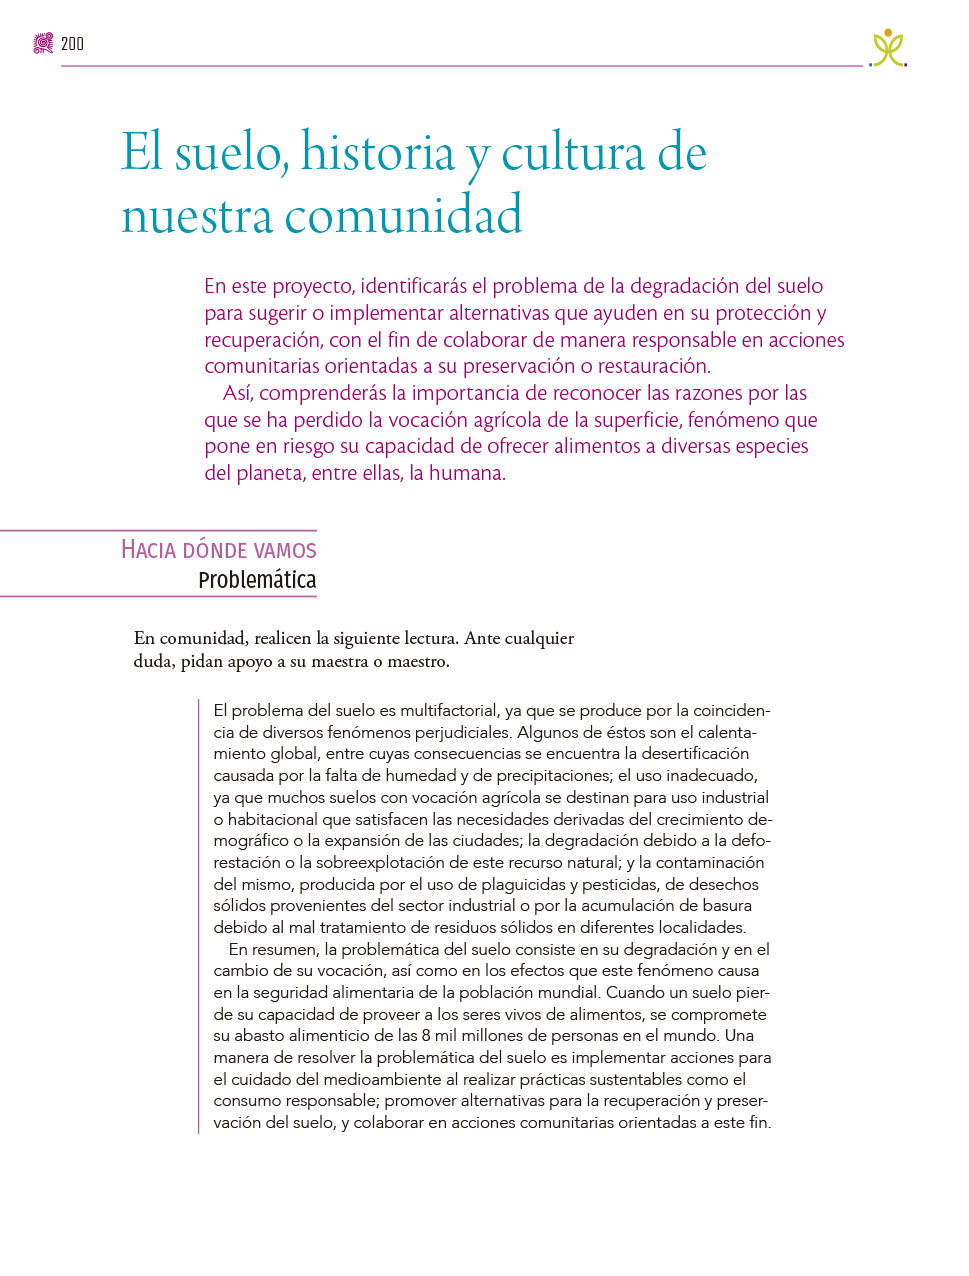 200
El suelo, historia y cultura de
nuestra comunidad
En este proyecto, identificarás el problema de la degradación del suelo
para sugerir o implementar alternativas que ayuden en su protección y
recuperación, con el fin de colaborar de manera responsable en acciones
comunitarias orientadas a su preservación o restauración.
Así, comprenderás la importancia de reconocer las razones por las
que se ha perdido la vocación agrícola de la superficie, fenómeno que
pone en riesgo su capacidad de ofrecer alimentos a diversas especies
del planeta, entre ellas, la humana.
Hacia dónde vamos
Problemática
En comunidad, realicen la siguiente lectura. Ante cualquier
duda, pidan apoyo a su maestra o maestro.
El problema del suelo es multifactorial, ya que se produce por la coinciden-
cia de diversos fenómenos perjudiciales. Algunos de éstos son el calenta-
miento global, entre cuyas consecuencias se encuentra la desertificación
causada por la falta de humedad y de precipitaciones; el uso inadecuado,
ya que muchos suelos con vocación agrícola se destinan para uso industrial
o habitacional que satisfacen las necesidades derivadas del crecimiento de-
mográfico o la expansión de las ciudades; la degradación debido a la defo-
restación o la sobreexplotación de este recurso natural; y la contaminación
del mismo, producida por el uso de plaguicidas y pesticidas, de desechos
sólidos provenientes del sector industrial o por la acumulación de basura
debido al mal tratamiento de residuos sólidos en diferentes localidades.
En resumen, la problemática del suelo consiste en su degradación y en el
cambio de su vocación, así como en los efectos que este fenómeno causa
en la seguridad alimentaria de la población mundial. Cuando un suelo pier-
de su capacidad de proveer a los seres vivos de alimentos, se compromete
su abasto alimenticio de las 8 mil millones de personas en el mundo. Una
manera de resolver la problemática del suelo es implementar acciones para
el cuidado del medioambiente al realizar prácticas sustentables como el
consumo responsable; promover alternativas para la recuperación y preser-
vación del suelo, y colaborar en acciones comunitarias orientadas a este fin.